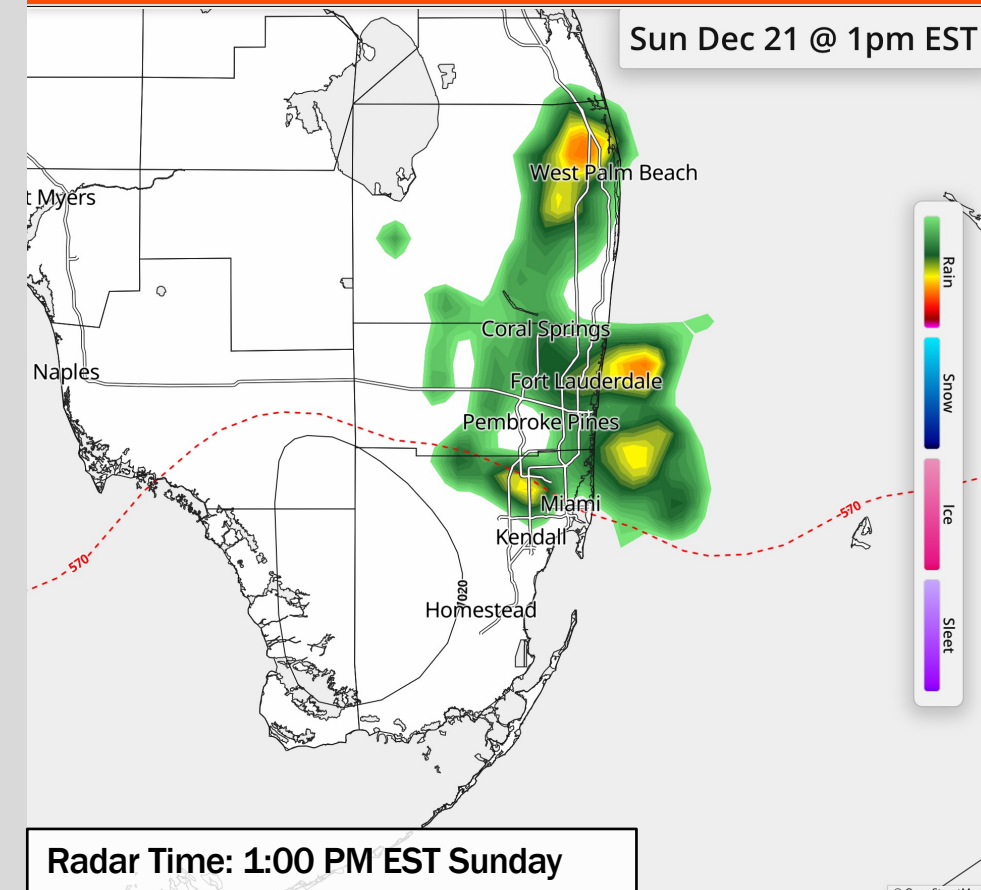 Sun Dec 21 @ 1pm EST
West Palm Beach
t Myers
Rain
Coral Springs
Naples
Fort Lauderdale
Snow
Pembroke Pines
Miami
570
Ice
Kendall
570
1020
Homestead
Sleet
Radar Time: 1:00 PM EST Sunday